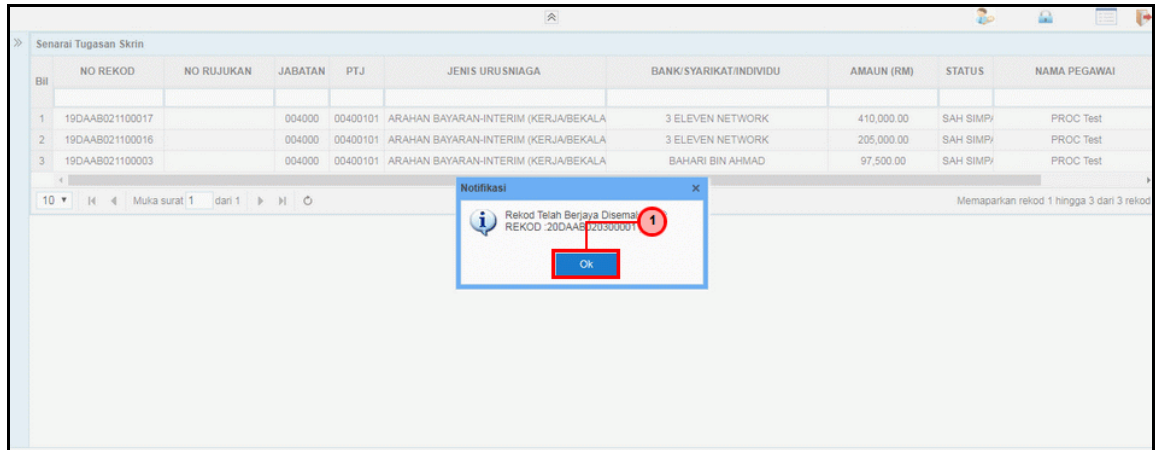 Senarai Tugasan Skrin
Bil NO REKOD NO RUJUKAN JABATAN PTJ JENIS URUSNIAGA BANK/SYARIKAT/INDIVIDU AMAUN (RM) STATUS NAMA PEGAWAI
1 19DAAB021100017 004000 00400101 ARAHAN BAYARAN-INTERIM (KERJA/BEKALA 3 ELEVEN NETWORK 410,000.00 SAH SIMPA PROC Test
2 19DAAB021100016 004000 00400101 ARAHAN BAYARAN-INTERIM (KERJA/BEKALA 3 ELEVEN NETWORK 205,000.00 SAH SIMPA PROC Test
3 19DAAB021100003 004000 00400101 ARAHAN BAYARAN-INTERIM (KERJA/BEKALA BAHARI BIN AHMAD 97,500.00 SAH SIMPA PROC Test
10 Muka surat 1 dari 1 Memaparkan rekod 1 hingga 3 dari 3 rekod
Notifikasi x
Rekod Telah Berjaya Disemak
REKOD :20DAAB020300001
1
Ok